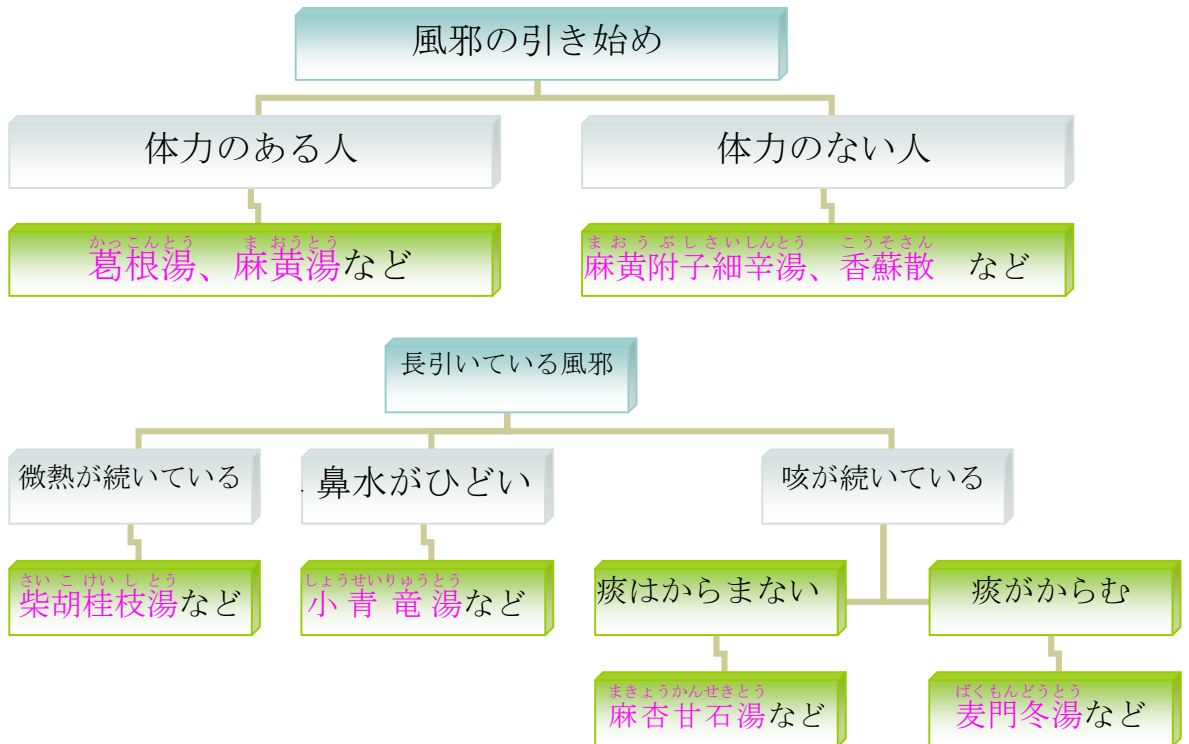 風邪の引き始め
体力のある人
体力のない人
かっこんとう まおうとう
葛根湯、麻黄湯など
まおうぶしさいしんとう こうそさん
麻黄附子細辛湯、香蘇散 など
長引いている風邪
微熱が続いている
. 鼻水がひどい
咳が続いている
さいこけいしとう
柴胡桂枝湯など
しょうせいりゅうとう
小青竜湯など
痰はからまない
痰がからむ
まきょうかんせきとう
麻杏甘石湯など
ばくもんどうとう
麦門冬湯など